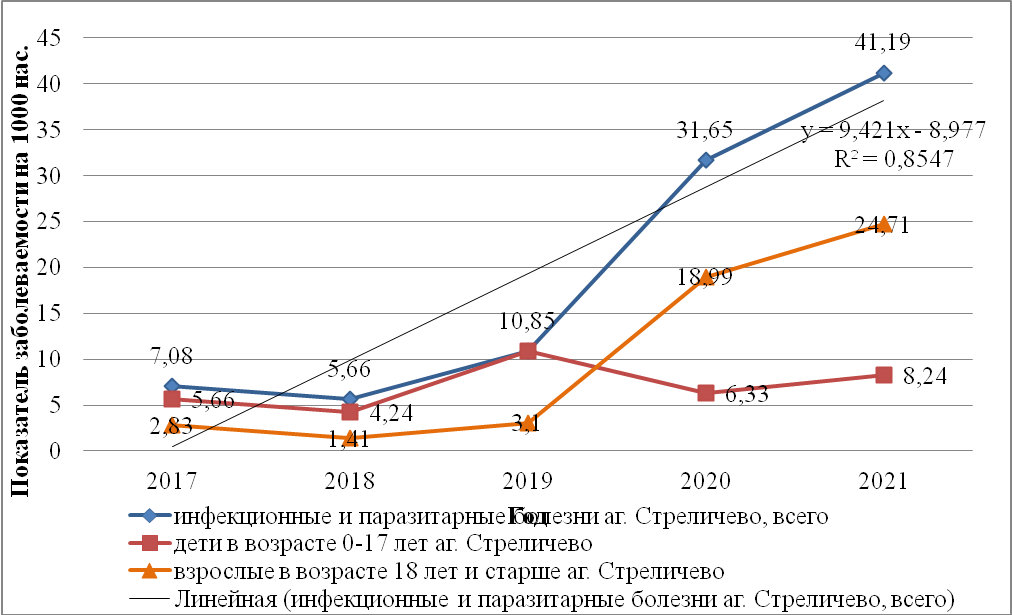 Показатель заболеваемости на 1000 нас.
45
40
35
30
25
20
15
10
5
0
41,19
31,65
y = 9,421x - 8,977
R² = 0,8547
24,71
18,99
10,85
7,08
5,66
5,66
4,24
2,83
1,41
3,1
6,33
8,24
2017 2018 2019 2020 2021
Год
инфекционные и паразитарные болезни аг. Стреличево, всего
дети в возрасте 0-17 лет аг. Стреличево
взрослые в возрасте 18 лет и старше аг. Стреличево
Линейная (инфекционные и паразитарные болезни аг. Стреличево, всего)